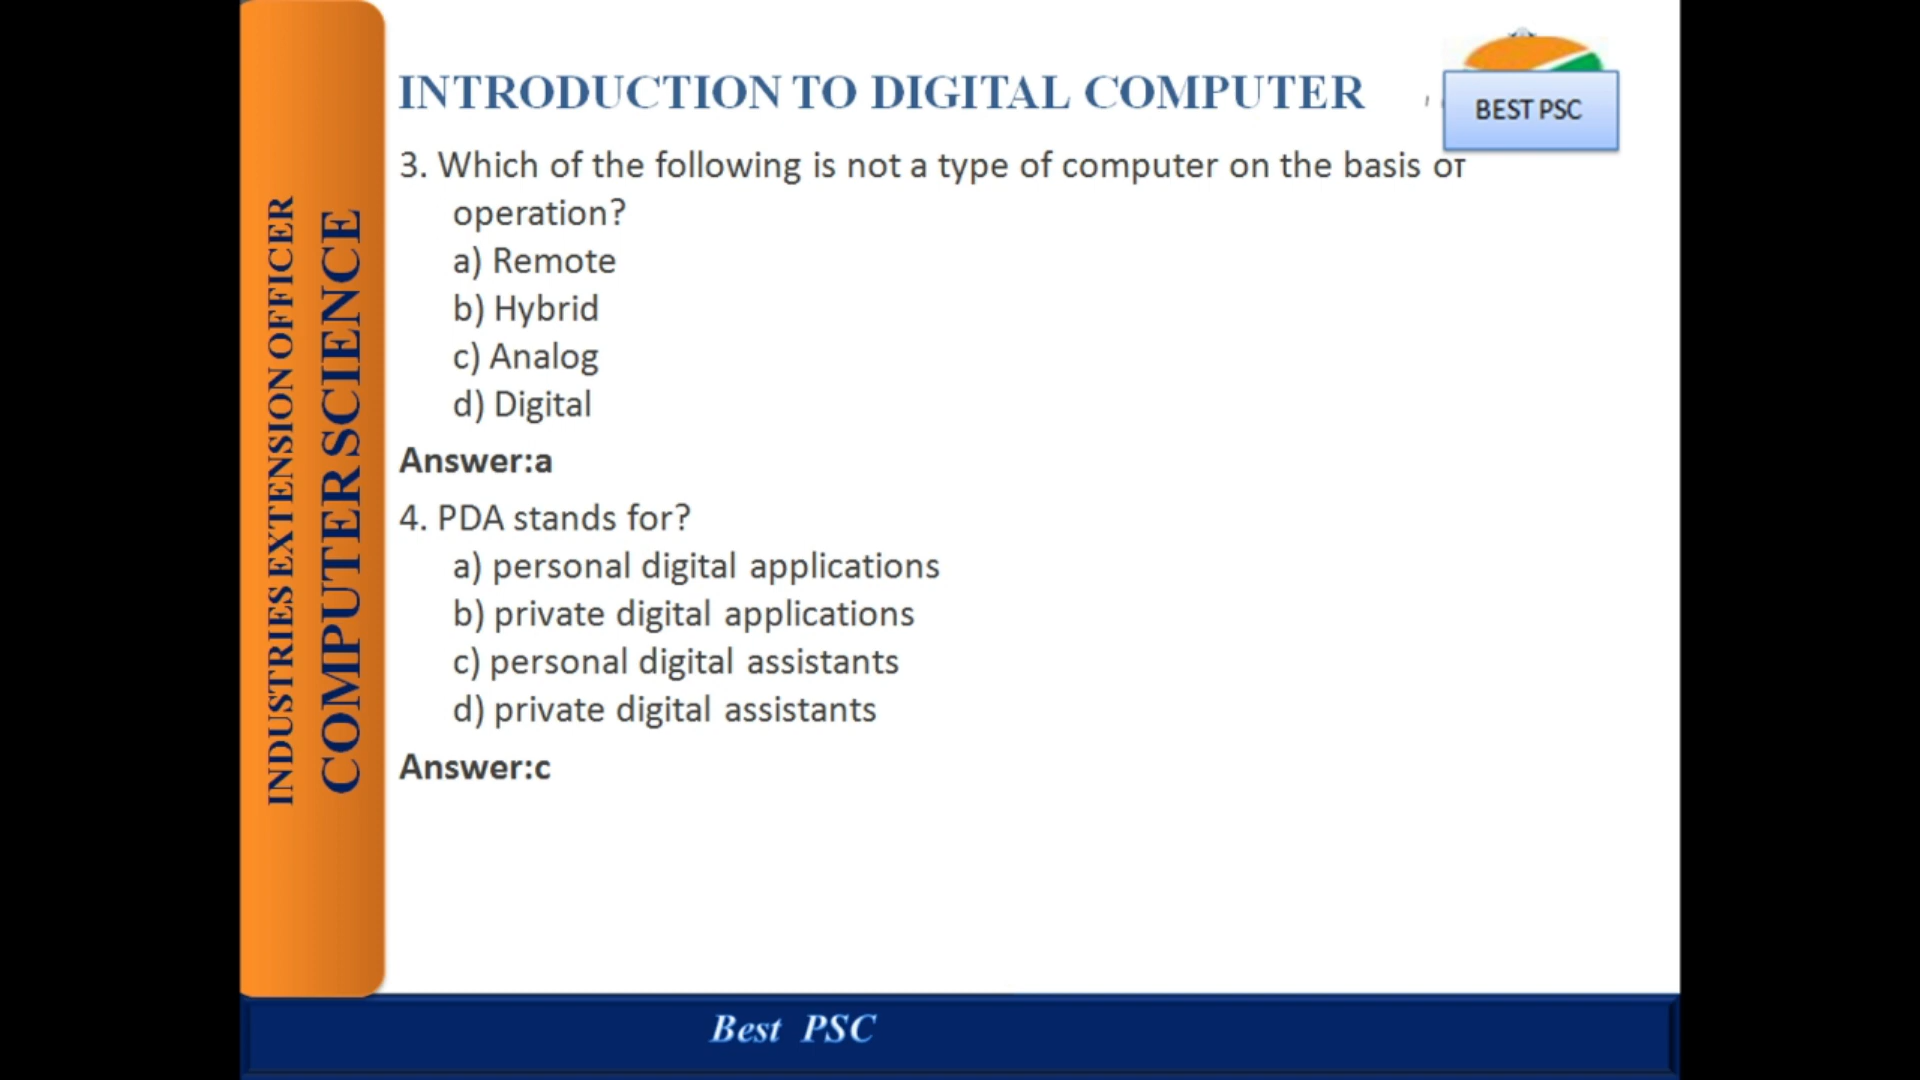 INDUSTRIES EXTENSION OFFICER
COMPUTER SCIENCE
INTRODUCTION TO DIGITAL COMPUTER
BEST PSC
3. Which of the following is not a type of computer on the basis of
operation?
a) Remote
b) Hybrid
c) Analog
d) Digital
Answer:a
4. PDA stands for?
a) personal digital applications
b) private digital applications
c) personal digital assistants
d) private digital assistants
Answer:c
Best PSC